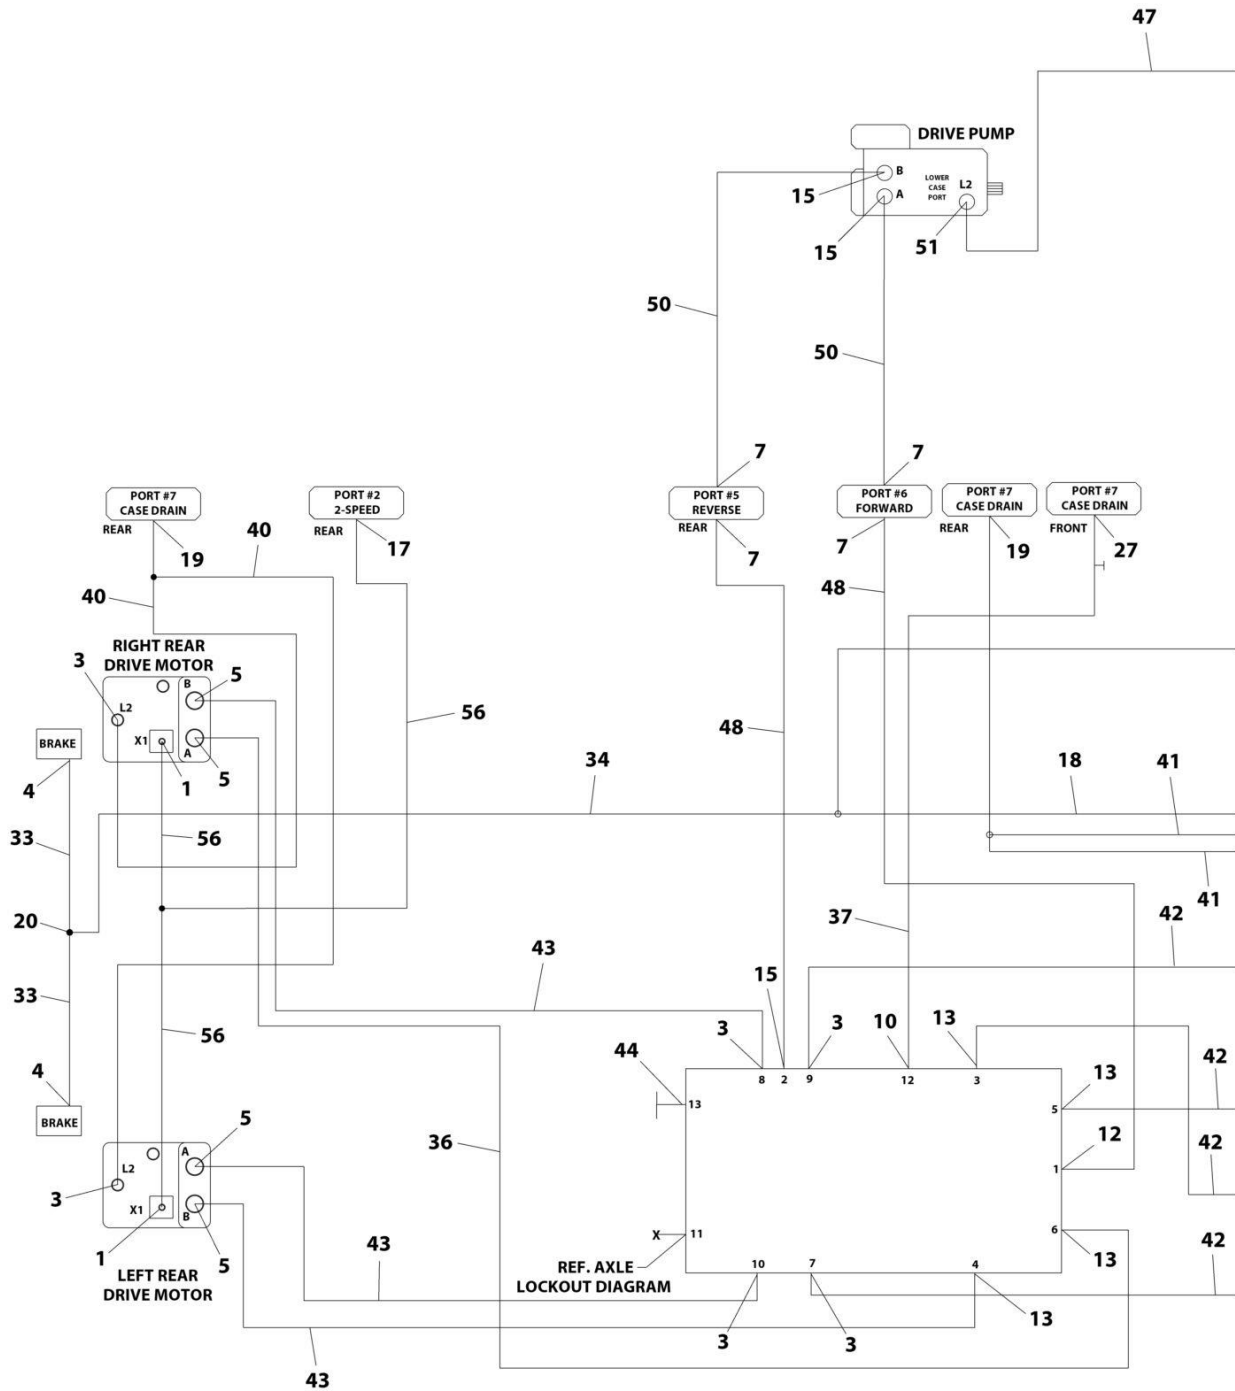 47
DRIVE PUMP
B
LOWER
CASE
PORT
L2
A
15
15
51
50
50
7
7
PORT #7
CASE DRAIN
REAR
PORT #2
2-SPEED
REAR
PORT #5
REVERSE
REAR
PORT #6
FORWARD
PORT #7
CASE DRAIN
REAR
PORT #7
CASE DRAIN
FRONT
19
40
17
7
7
19
27
40
48
RIGHT REAR
DRIVE MOTOR
3
B
5
L2
X1
A
5
1
56
48
BRAKE
4
34
18
41
33
56
41
20
37
42
43
33
56
15
3
3
10
13
44
4
8
2
9
12
3
13
13
5
42
BRAKE
5
A
L2
36
12
1
42
42
3
X1
B
1
5
43
X
11
6
13
42
REF. AXLE
LOCKOUT DIAGRAM
10
7
4
LEFT REAR
DRIVE MOTOR
3
3
13
43